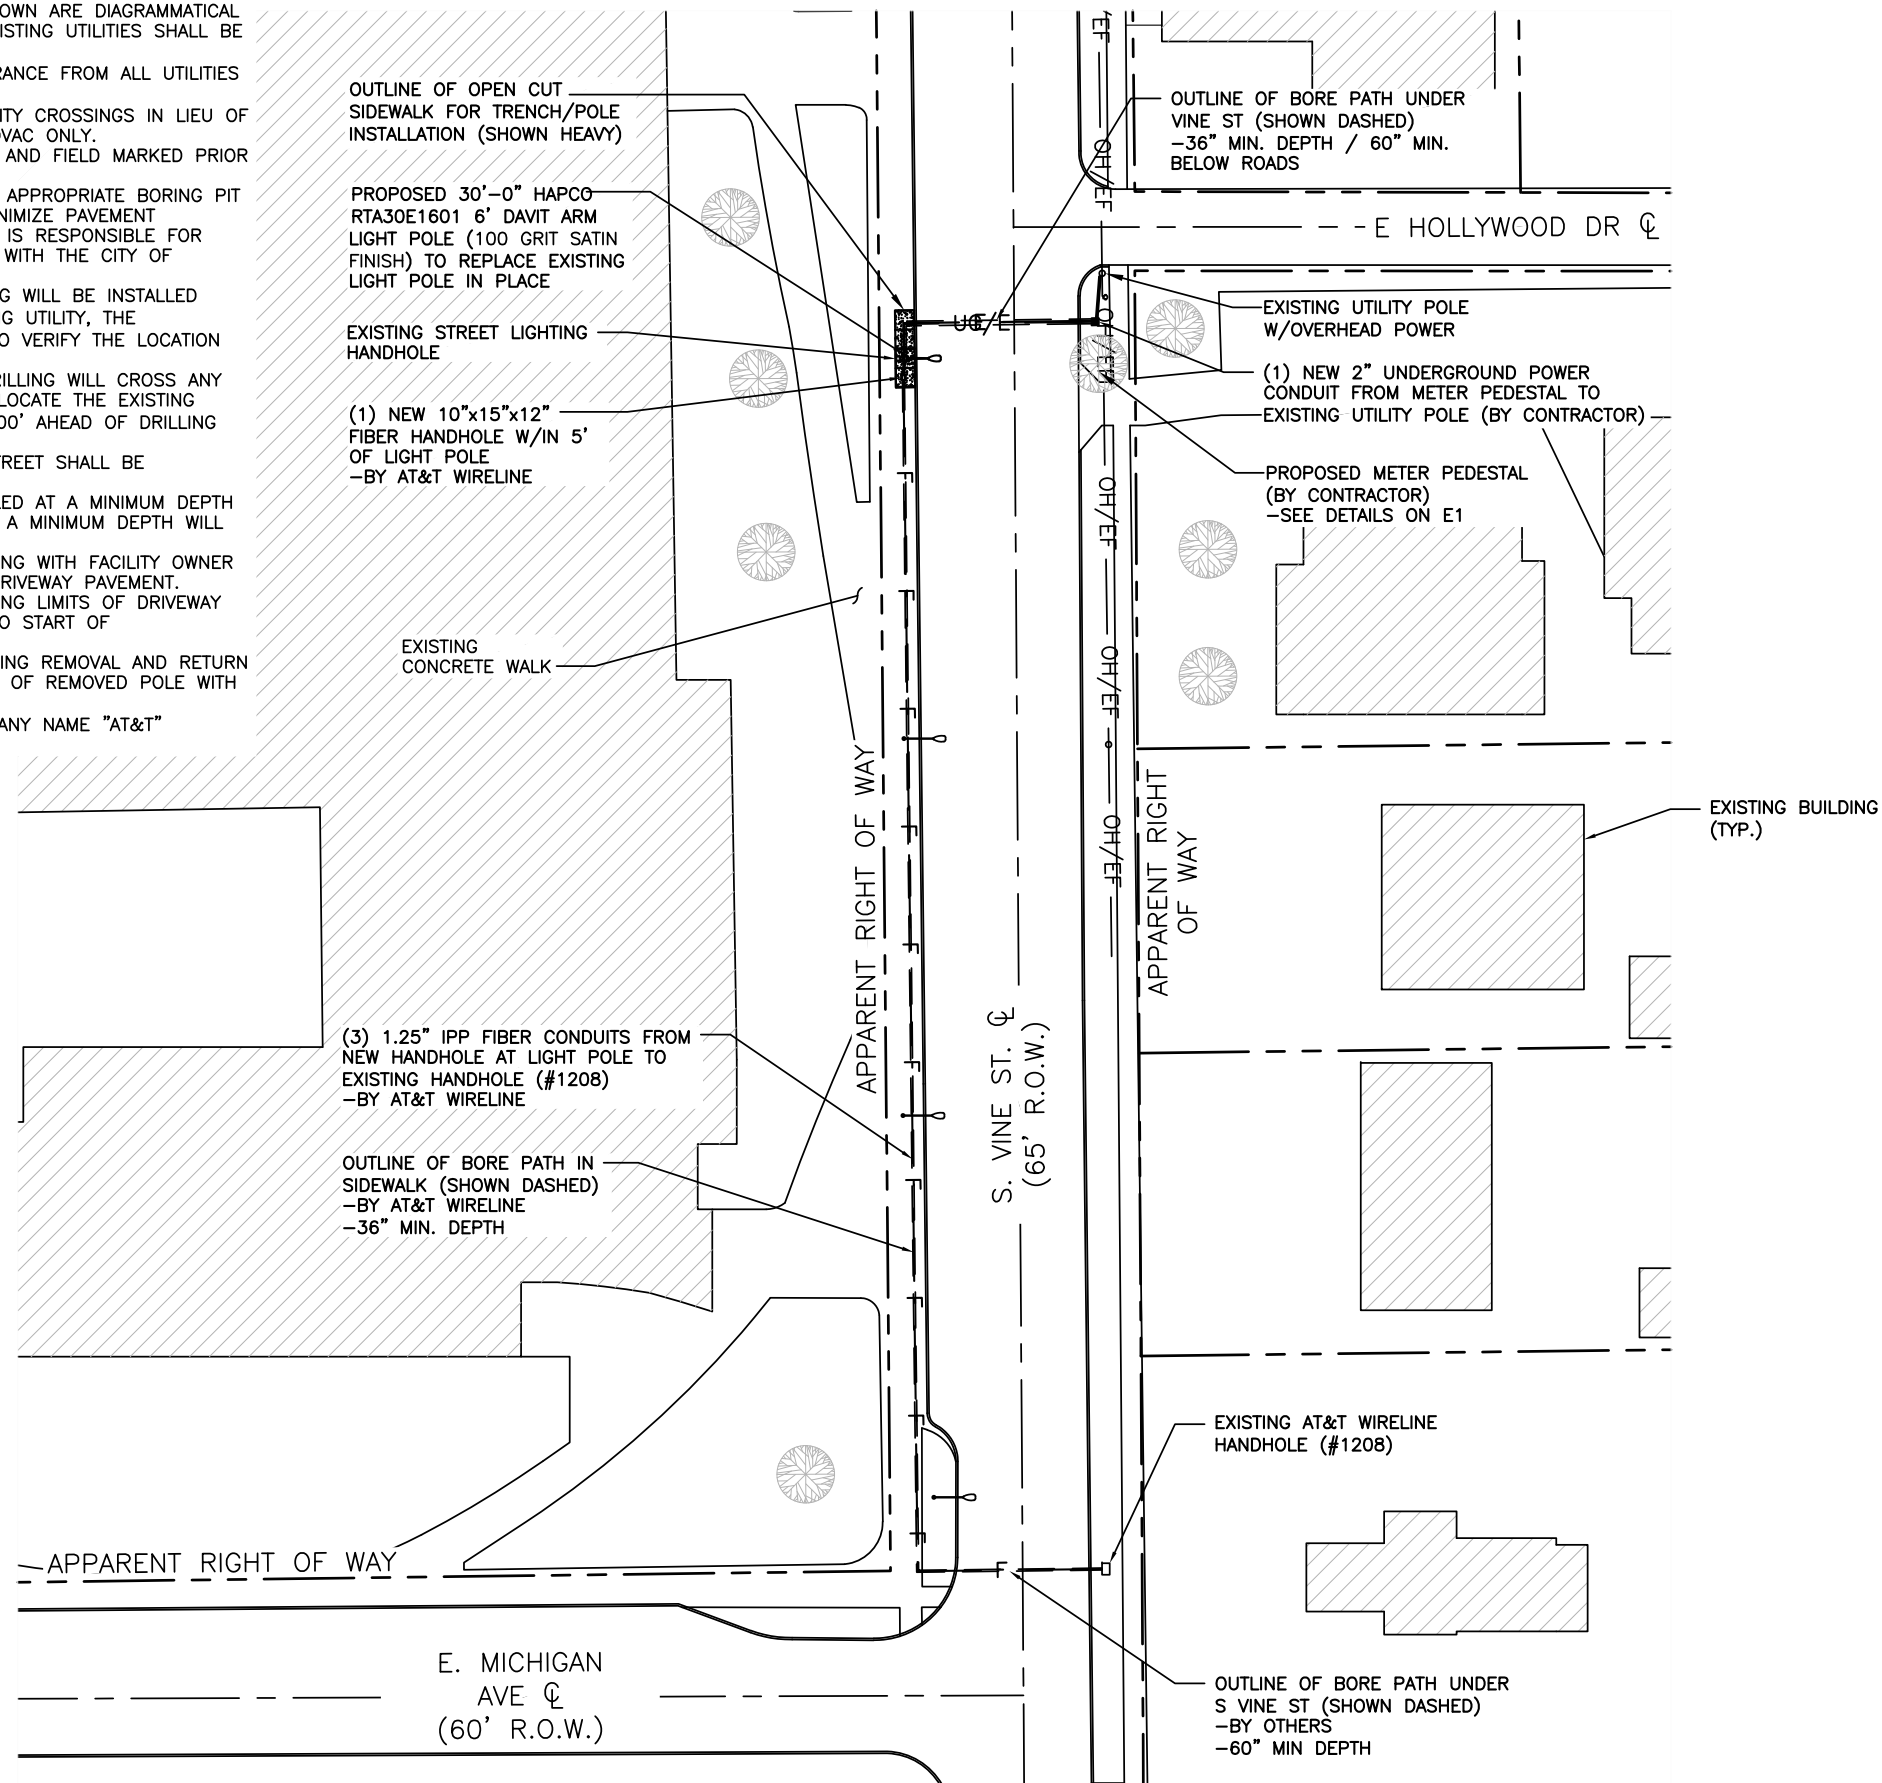 OWN ARE DIAGRAMMATICAL
ISTING UTILITIES SHALL BE
RANCE FROM ALL UTILITIES
ITY CROSSINGS IN LIEU OF
OVAC ONLY.
AND FIELD MARKED PRIOR
APPROPRIATE BORING PIT
NIMIZE PAVEMENT
IS RESPONSIBLE FOR
WITH THE CITY OF
G WILL BE INSTALLED
NG UTILITY, THE
O VERIFY THE LOCATION
RILLING WILL CROSS ANY
LOCATE THE EXISTING
00' AHEAD OF DRILLING
TREET SHALL BE
LED AT A MINIMUM DEPTH
A MINIMUM DEPTH WILL
NG WITH FACILITY OWNER
RIVEWAY PAVEMENT.
NG LIMITS OF DRIVEWAY
O START OF
ING REMOVAL AND RETURN
OF REMOVED POLE WITH
ANY NAME "AT&T"
OUTLINE OF OPEN CUT
SIDEWALK FOR TRENCH/POLE
INSTALLATION (SHOWN HEAVY)
PROPOSED 30'-0" HAPCO
RTA30E1601 6' DAVIT ARM
LIGHT POLE (100 GRIT SATIN
FINISH) TO REPLACE EXISTING
LIGHT POLE IN PLACE
EXISTING STREET LIGHTING
HANDHOLE
(1) NEW 10"x15"x12"
FIBER HANDHOLE W/IN 5'
OF LIGHT POLE
-BY AT&T WIRELINE
EXISTING
CONCRETE WALK
(3) 1.25" IPP FIBER CONDUITS FROM
NEW HANDHOLE AT LIGHT POLE TO
EXISTING HANDHOLE (#1208)
-BY AT&T WIRELINE
OUTLINE OF BORE PATH IN
SIDEWALK (SHOWN DASHED)
-BY AT&T WIRELINE
-36" MIN. DEPTH
APPARENT RIGHT OF WAY
APPARENT RIGHT OF WAY
E. MICHIGAN
AVE ℄
(60' R.O.W.)
S. VINE ST. ℄
(65' R.O.W.)
F
F
F
F
F
F
F
F
F
F
F
OH/EF
OH/EF
OH/EF
OH/EF
OUTLINE OF BORE PATH UNDER
VINE ST (SHOWN DASHED)
-36" MIN. DEPTH / 60" MIN.
BELOW ROADS
E HOLLYWOOD DR ℄
EXISTING UTILITY POLE
W/OVERHEAD POWER
(1) NEW 2" UNDERGROUND POWER
CONDUIT FROM METER PEDESTAL TO
EXISTING UTILITY POLE (BY CONTRACTOR)
PROPOSED METER PEDESTAL
(BY CONTRACTOR)
-SEE DETAILS ON E1
APPARENT RIGHT
OF WAY
EXISTING BUILDING
(TYP.)
EXISTING AT&T WIRELINE
HANDHOLE (#1208)
OUTLINE OF BORE PATH UNDER
S VINE ST (SHOWN DASHED)
-BY OTHERS
-60" MIN DEPTH